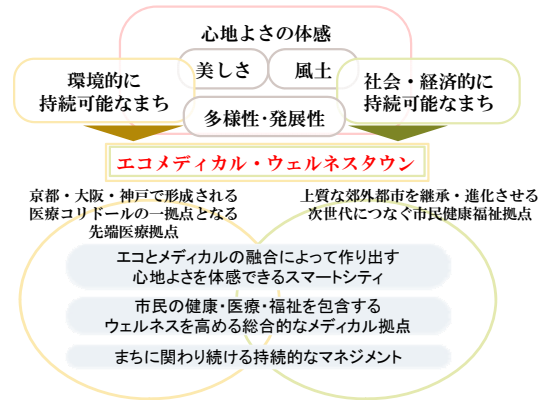 心地よさの体感
美しさ
風土
多様性・発展性
環境的に
持続可能なまち
社会・経済的に
持続可能なまち
エコメディカル・ウェルネスタウン
京都・大阪・神戸で形成される
医療コリドールの一拠点となる
先端医療拠点
上質な郊外都市を継承・進化させる
次世代につなぐ市民健康福祉拠点
エコとメディカルの融合によって作り出す
心地よさを体感できるスマートシティ
市民の健康・医療・福祉を包含する
ウェルネスを高める総合的なメディカル拠点
まちに関わり続ける持続的なマネジメント